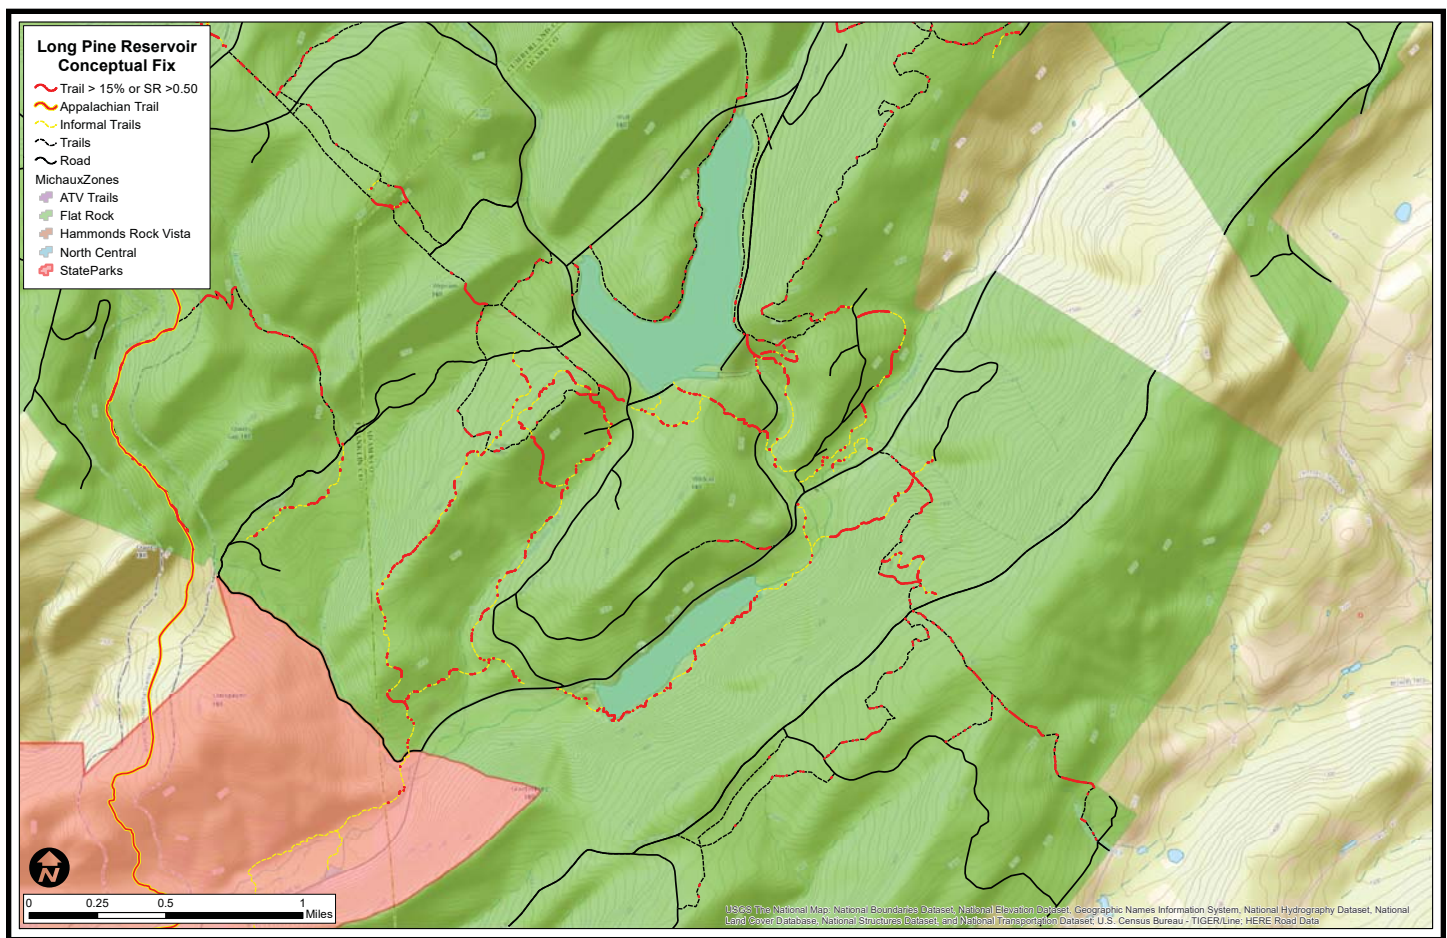 Long Pine Reservoir
Conceptual Fix
Trail > 15% or SR >0.50
Appalachian Trail
Informal Trails
Trails
Road
MichauxZones
ATV Trails
Flat Rock
Hammonds Rock Vista
North Central
StateParks
N
0 0.25 0.5 1
Miles
USGS The National Map: National Boundaries Dataset, National Elevation Dataset, Geographic Names Information System, National Hydrography Dataset, National
Land Cover Database, National Structures Dataset, and National Transportation Dataset; U.S. Census Bureau - TIGER/Line; HERE Road Data